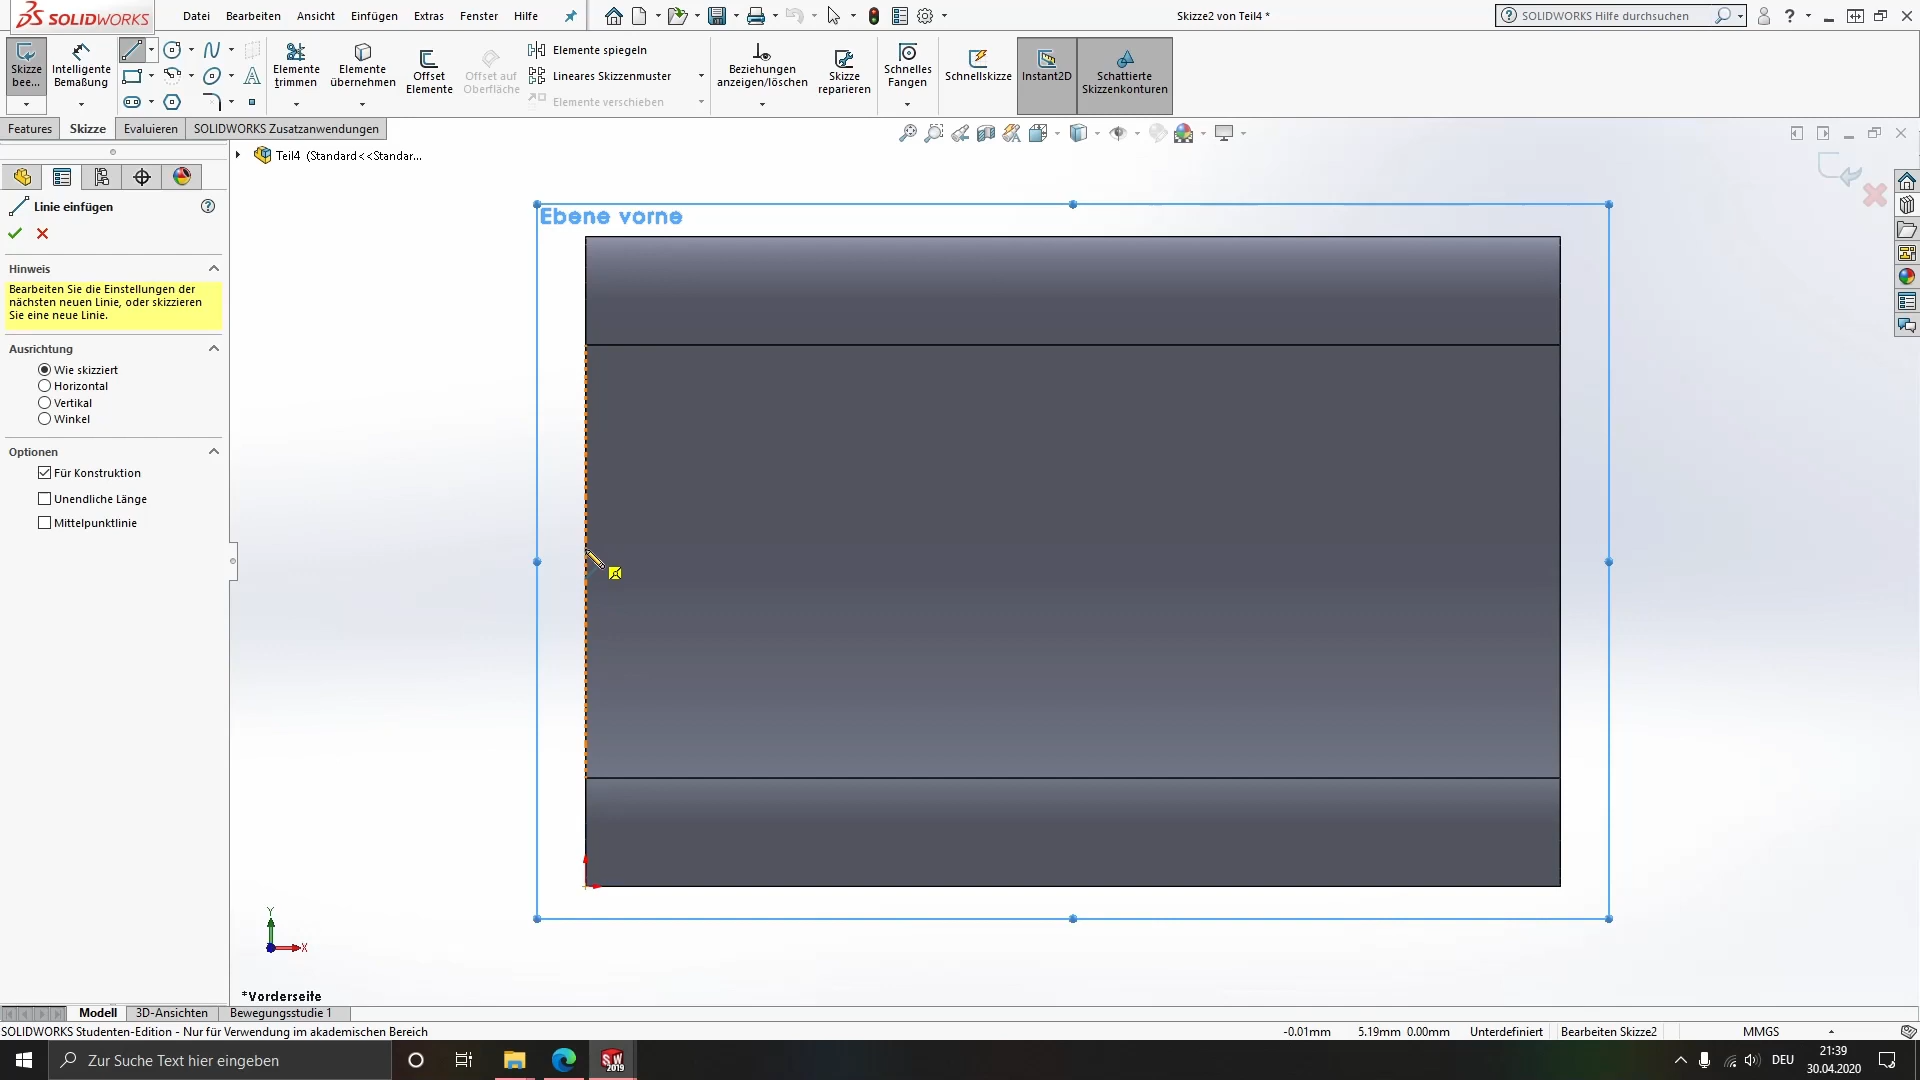 SOLIDWORKS
Datei Bearbeiten Ansicht Einfügen Extras Fenster Hilfe
Skizze2 von Teil4 *
SOLIDWORKS Hilfe durchsuchen
Skizze bee...
Intelligente Bemaßung
Elemente trimmen
Elemente übernehmen
Offset Elemente
Offset auf Oberfläche
Elemente spiegeln
Lineares Skizzenmuster
Elemente verschieben
Beziehungen anzeigen/löschen
Skizze reparieren
Schnelles Fangen
Schnellskizze
Instant2D
Schattierte Skizzenkonturen
Features Skizze Evaluieren SOLIDWORKS Zusatzanwendungen
Teil4 (Standard<<Standar...
Linie einfügen
Hinweis
Bearbeiten Sie die Einstellungen der
nächsten neuen Linie, oder skizzieren
Sie eine neue Linie.
Ausrichtung
Wie skizziert
Horizontal
Vertikal
Winkel
Optionen
Für Konstruktion
Unendliche Länge
Mittelpunktlinie
Ebene vorne
Y
X
*Vorderseite
Modell 3D-Ansichten Bewegungsstudie 1
SOLIDWORKS Studenten-Edition - Nur für Verwendung im akademischen Bereich
-0.01mm 5.19mm 0.00mm Unterdefiniert Bearbeiten Skizze2 MMGS
Zur Suche Text hier eingeben
SW 2019
DEU
21:39
30.04.2020